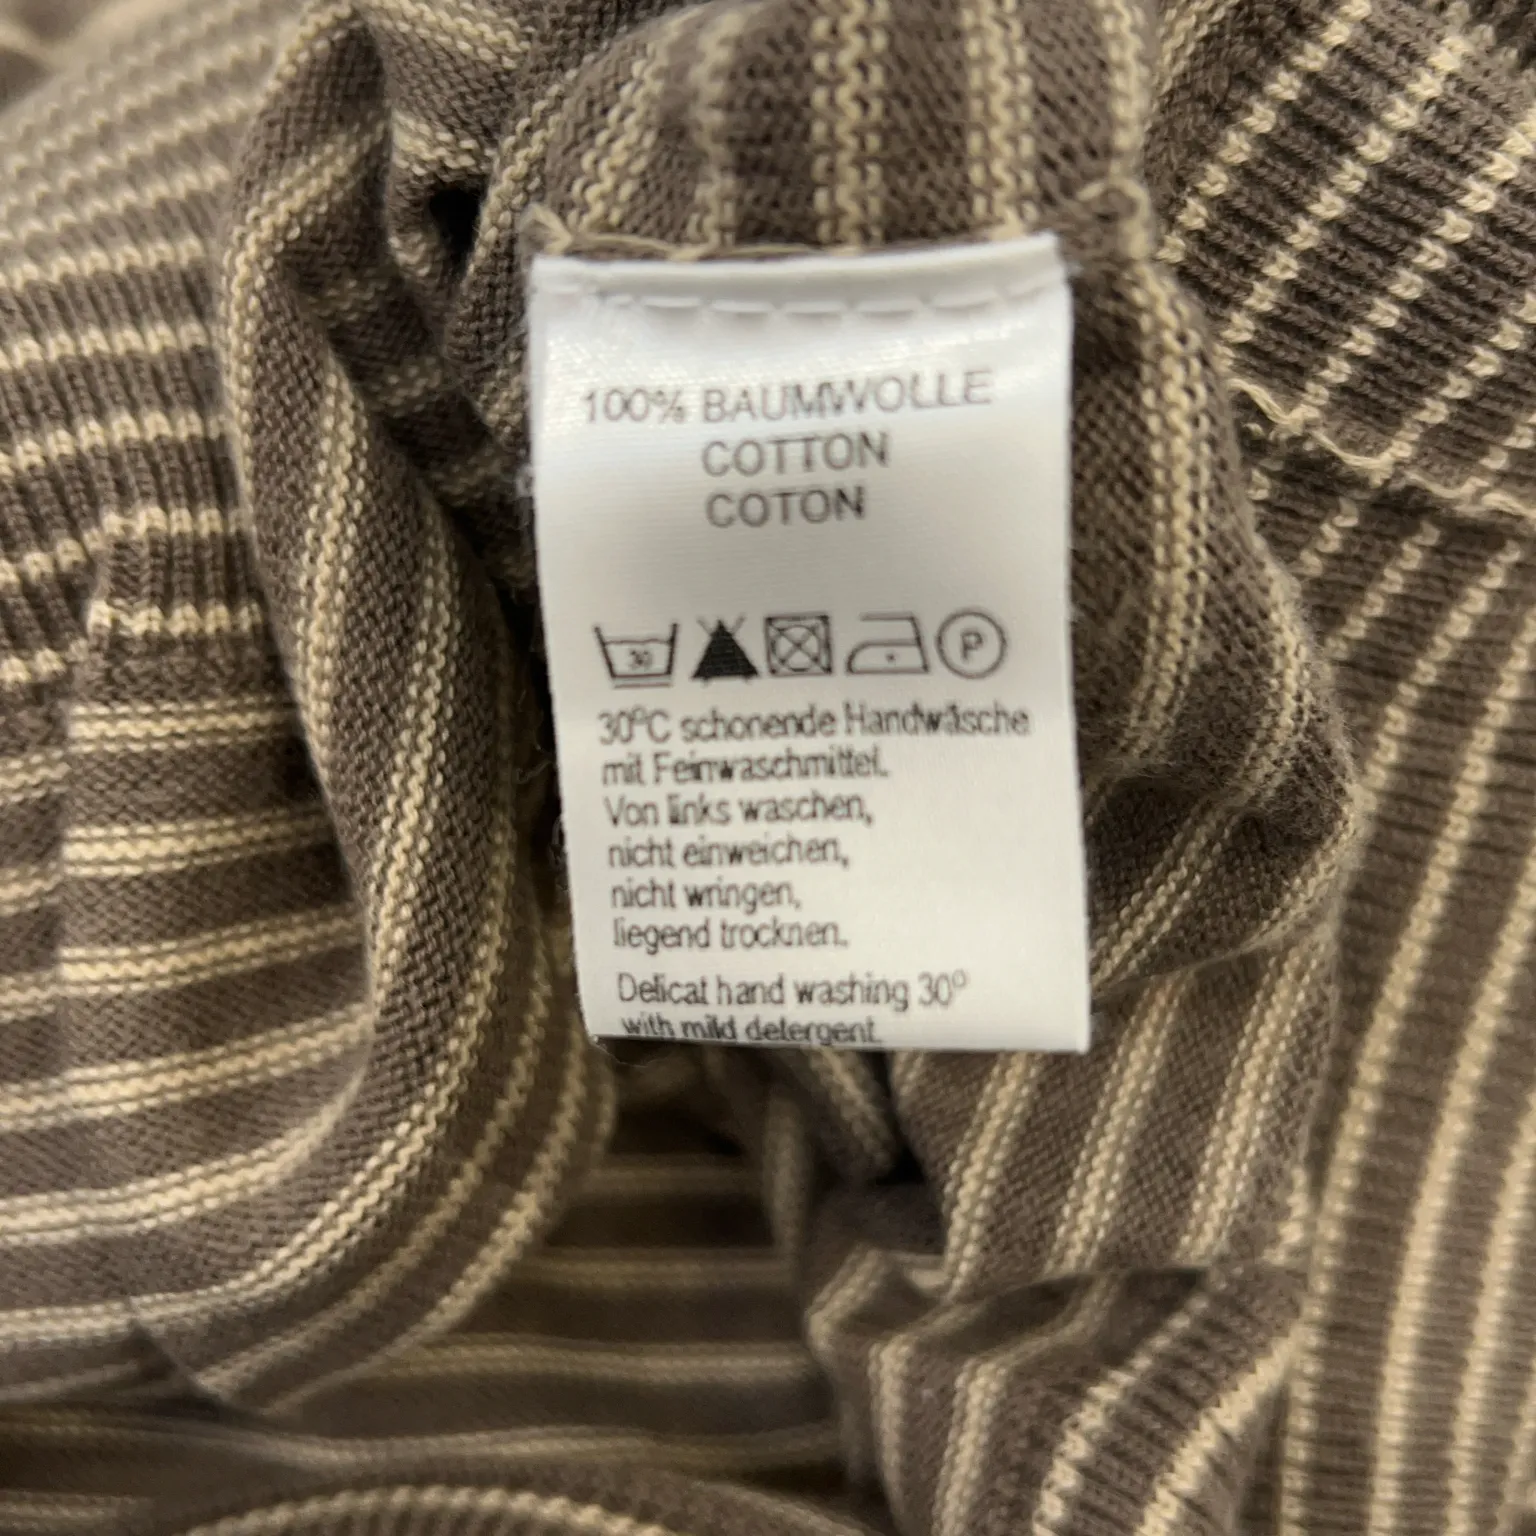 100% BAUMWOLLE
COTTON
COTON
30 P
30°C schonende Handwäsche
mit Feinwaschmittel.
Von links waschen,
nicht einweichen,
nicht wringen,
liegend trocknen.
Delicat hand washing 30°
with mild detergent.